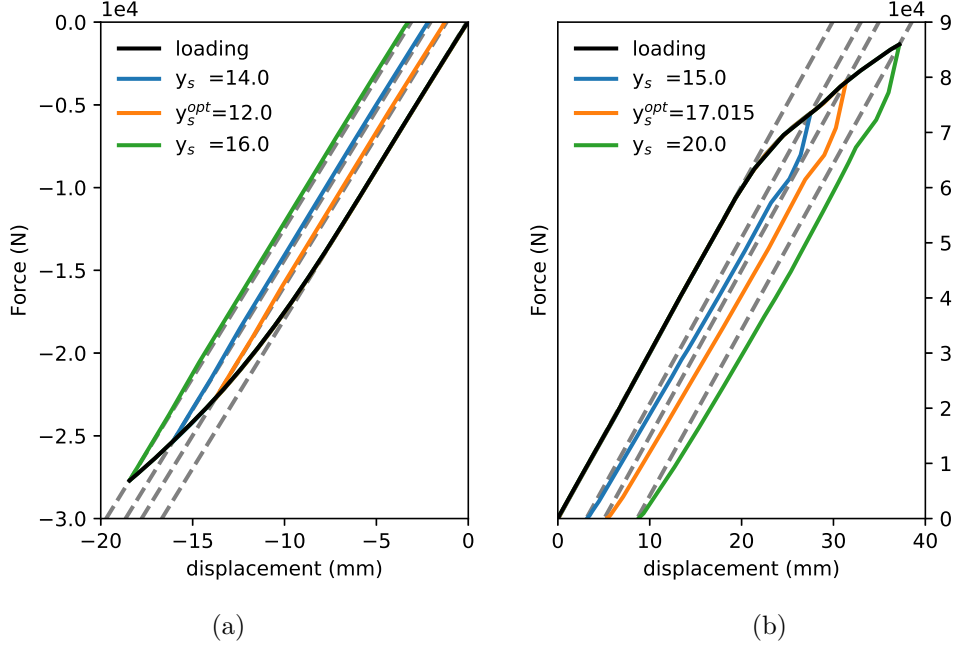 1e4
0.0
−0.5
−1.0
−1.5
−2.0
−2.5
−3.0
Force (N)
loading
y_s =14.0
y_s^{opt}=12.0
y_s =16.0
−20 −15 −10 −5 0
displacement (mm)
(a)
1e4
9
8
7
6
5
4
3
2
1
0
Force (N)
loading
y_s =15.0
y_s^{opt}=17.015
y_s =20.0
0 10 20 30 40
displacement (mm)
(b)